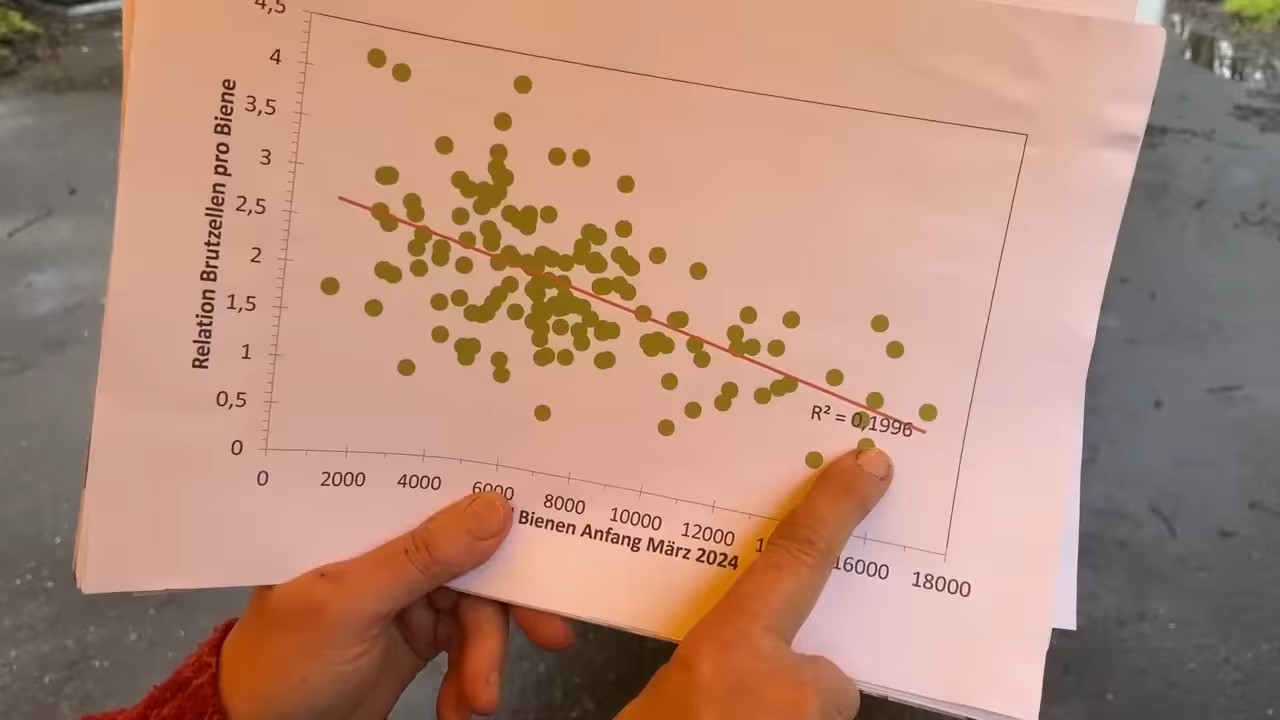 4,5
4
3,5
3
2,5
2
1,5
1
0,5
0
Relation Brutzellen pro Biene
R² = 0,1996
0 2000 4000 6000 8000 10000 12000 16000 18000
Bienen Anfang März 2024